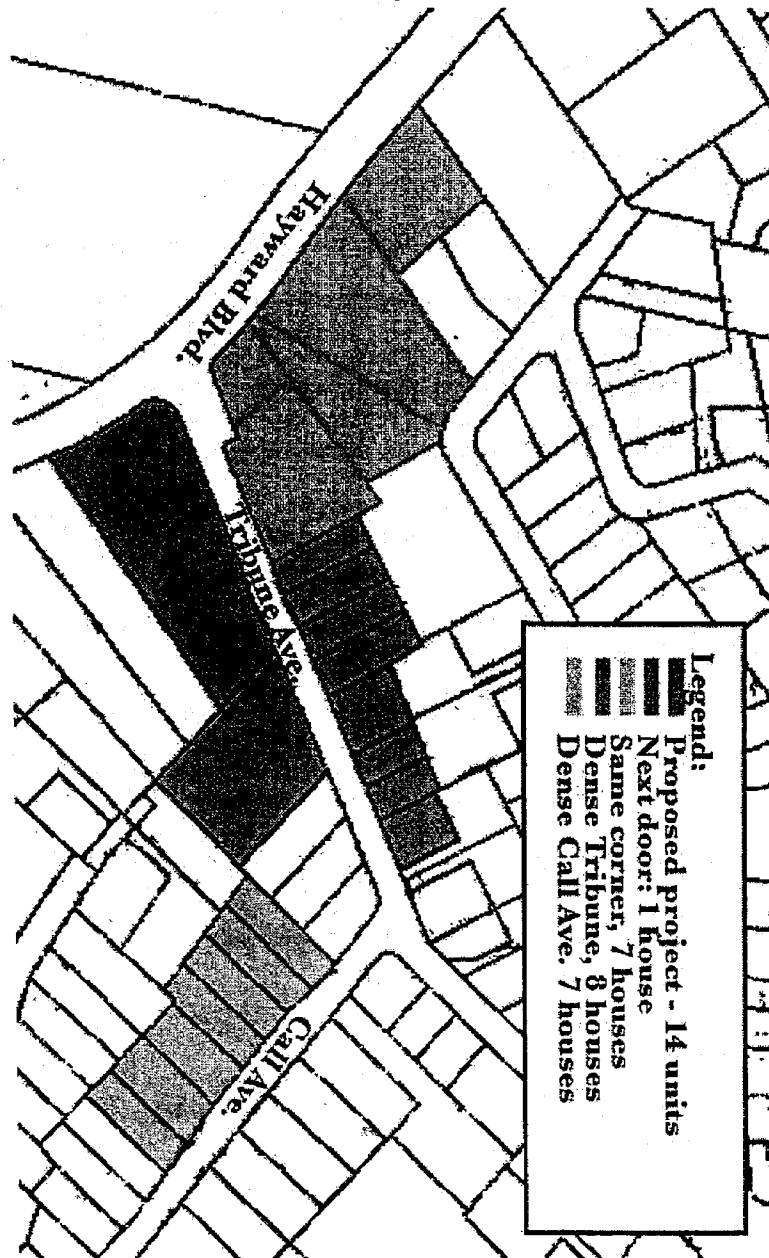 Hayward Blvd.
Tribune Ave.
Call Ave.
Legend:
Proposed project - 14 units
Next door: 1 house
Same corner, 7 houses
Dense Tribune, 8 houses
Dense Call Ave. 7 houses